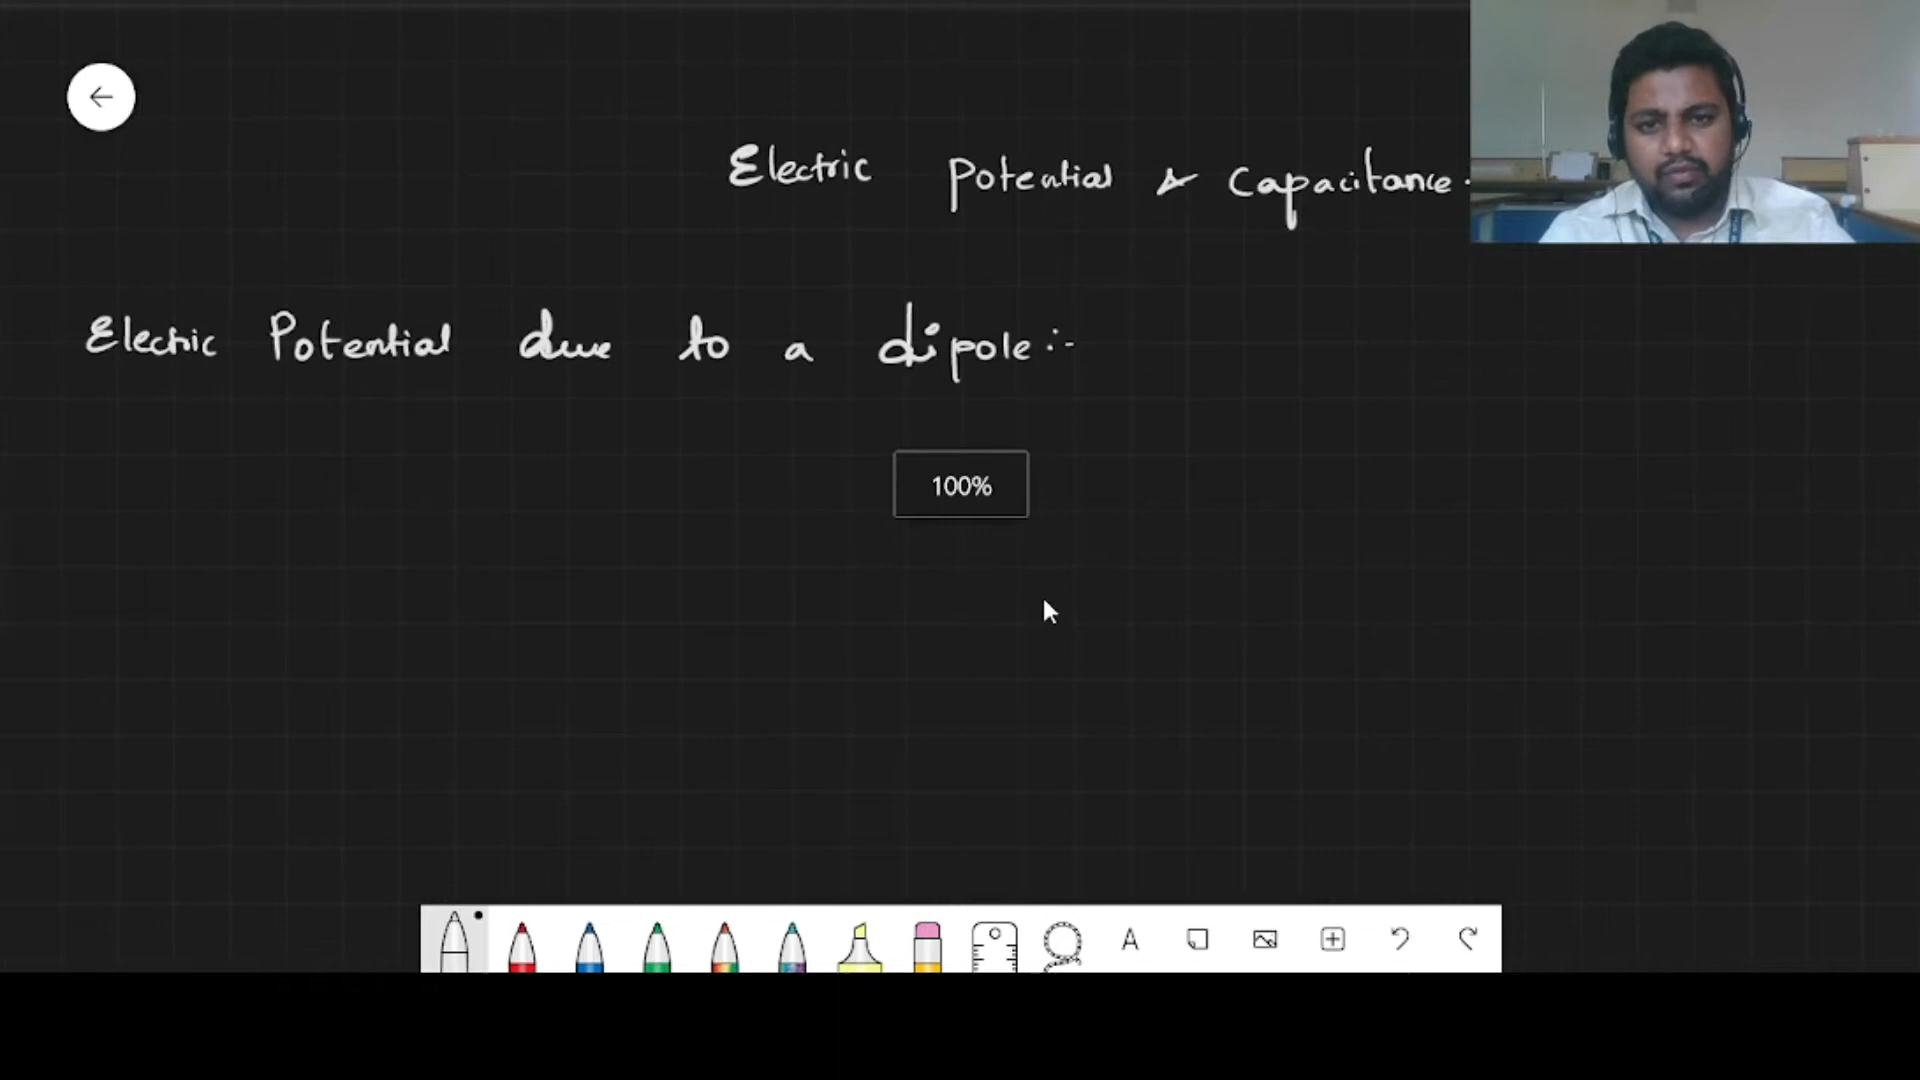 Electric Potential & Capacitance.
Electric Potential due to a dipole :-
100%
A